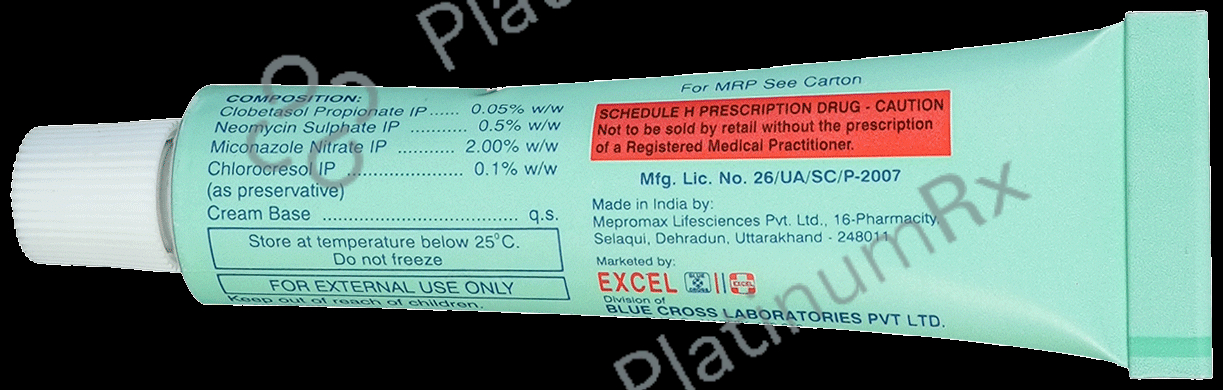 COMPOSITION:
Clobetasol Propionate IP ...... 0.05% w/w
Neomycin Sulphate IP ........... 0.5% w/w
Miconazole Nitrate IP ........... 2.00% w/w
Chlorocresol IP ...................... 0.1% w/w
(as preservative)
Cream Base ..................................... q.s.
Store at temperature below 25°C.
Do not freeze
FOR EXTERNAL USE ONLY
Keep out of reach of children.
For MRP See Carton
SCHEDULE H PRESCRIPTION DRUG - CAUTION
Not to be sold by retail without the prescription
of a Registered Medical Practitioner.
Mfg. Lic. No. 26/UA/SC/P-2007
Made in India by:
Mepromax Lifesciences Pvt. Ltd., 16-Pharmacity,
Selaqui, Dehradun, Uttarakhand - 248011
Marketed by:
EXCEL
BLUE CROSS
EXCEL
Division of
BLUE CROSS LABORATORIES PVT LTD.
Platinum
PlatinumRx